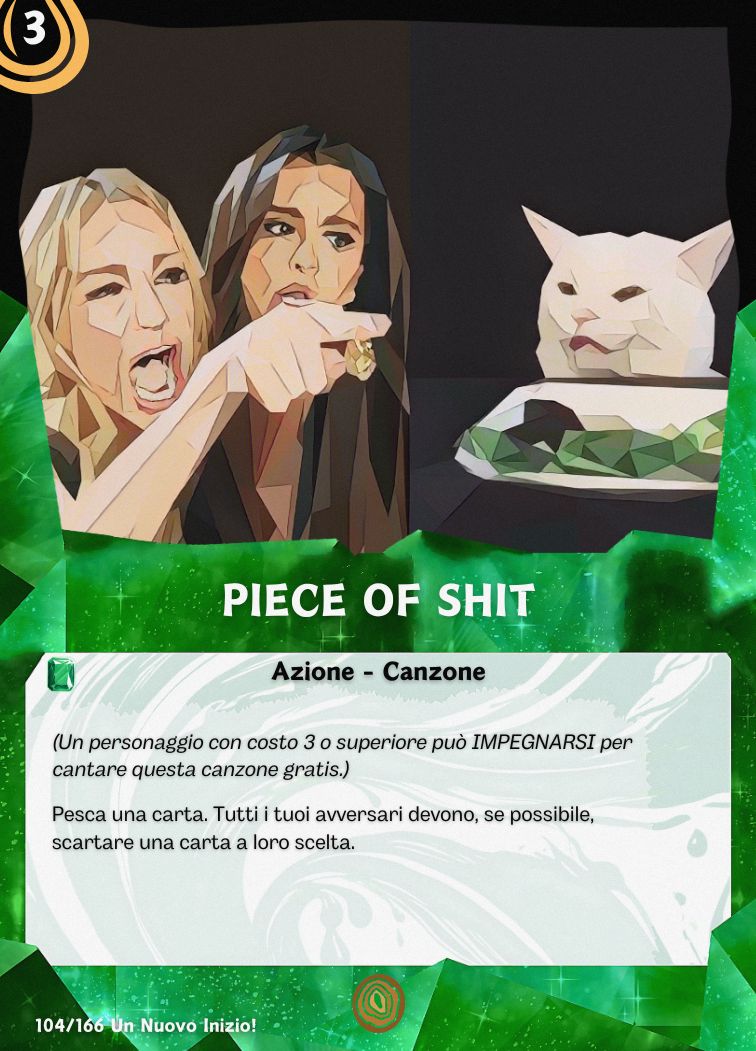 3
PIECE OF SHIT
Azione - Canzone
(Un personaggio con costo 3 o superiore può IMPEGNARSI per
cantare questa canzone gratis.)
Pesca una carta. Tutti i tuoi avversari devono, se possibile,
scartare una carta a loro scelta.
104/166 Un Nuovo Inizio!